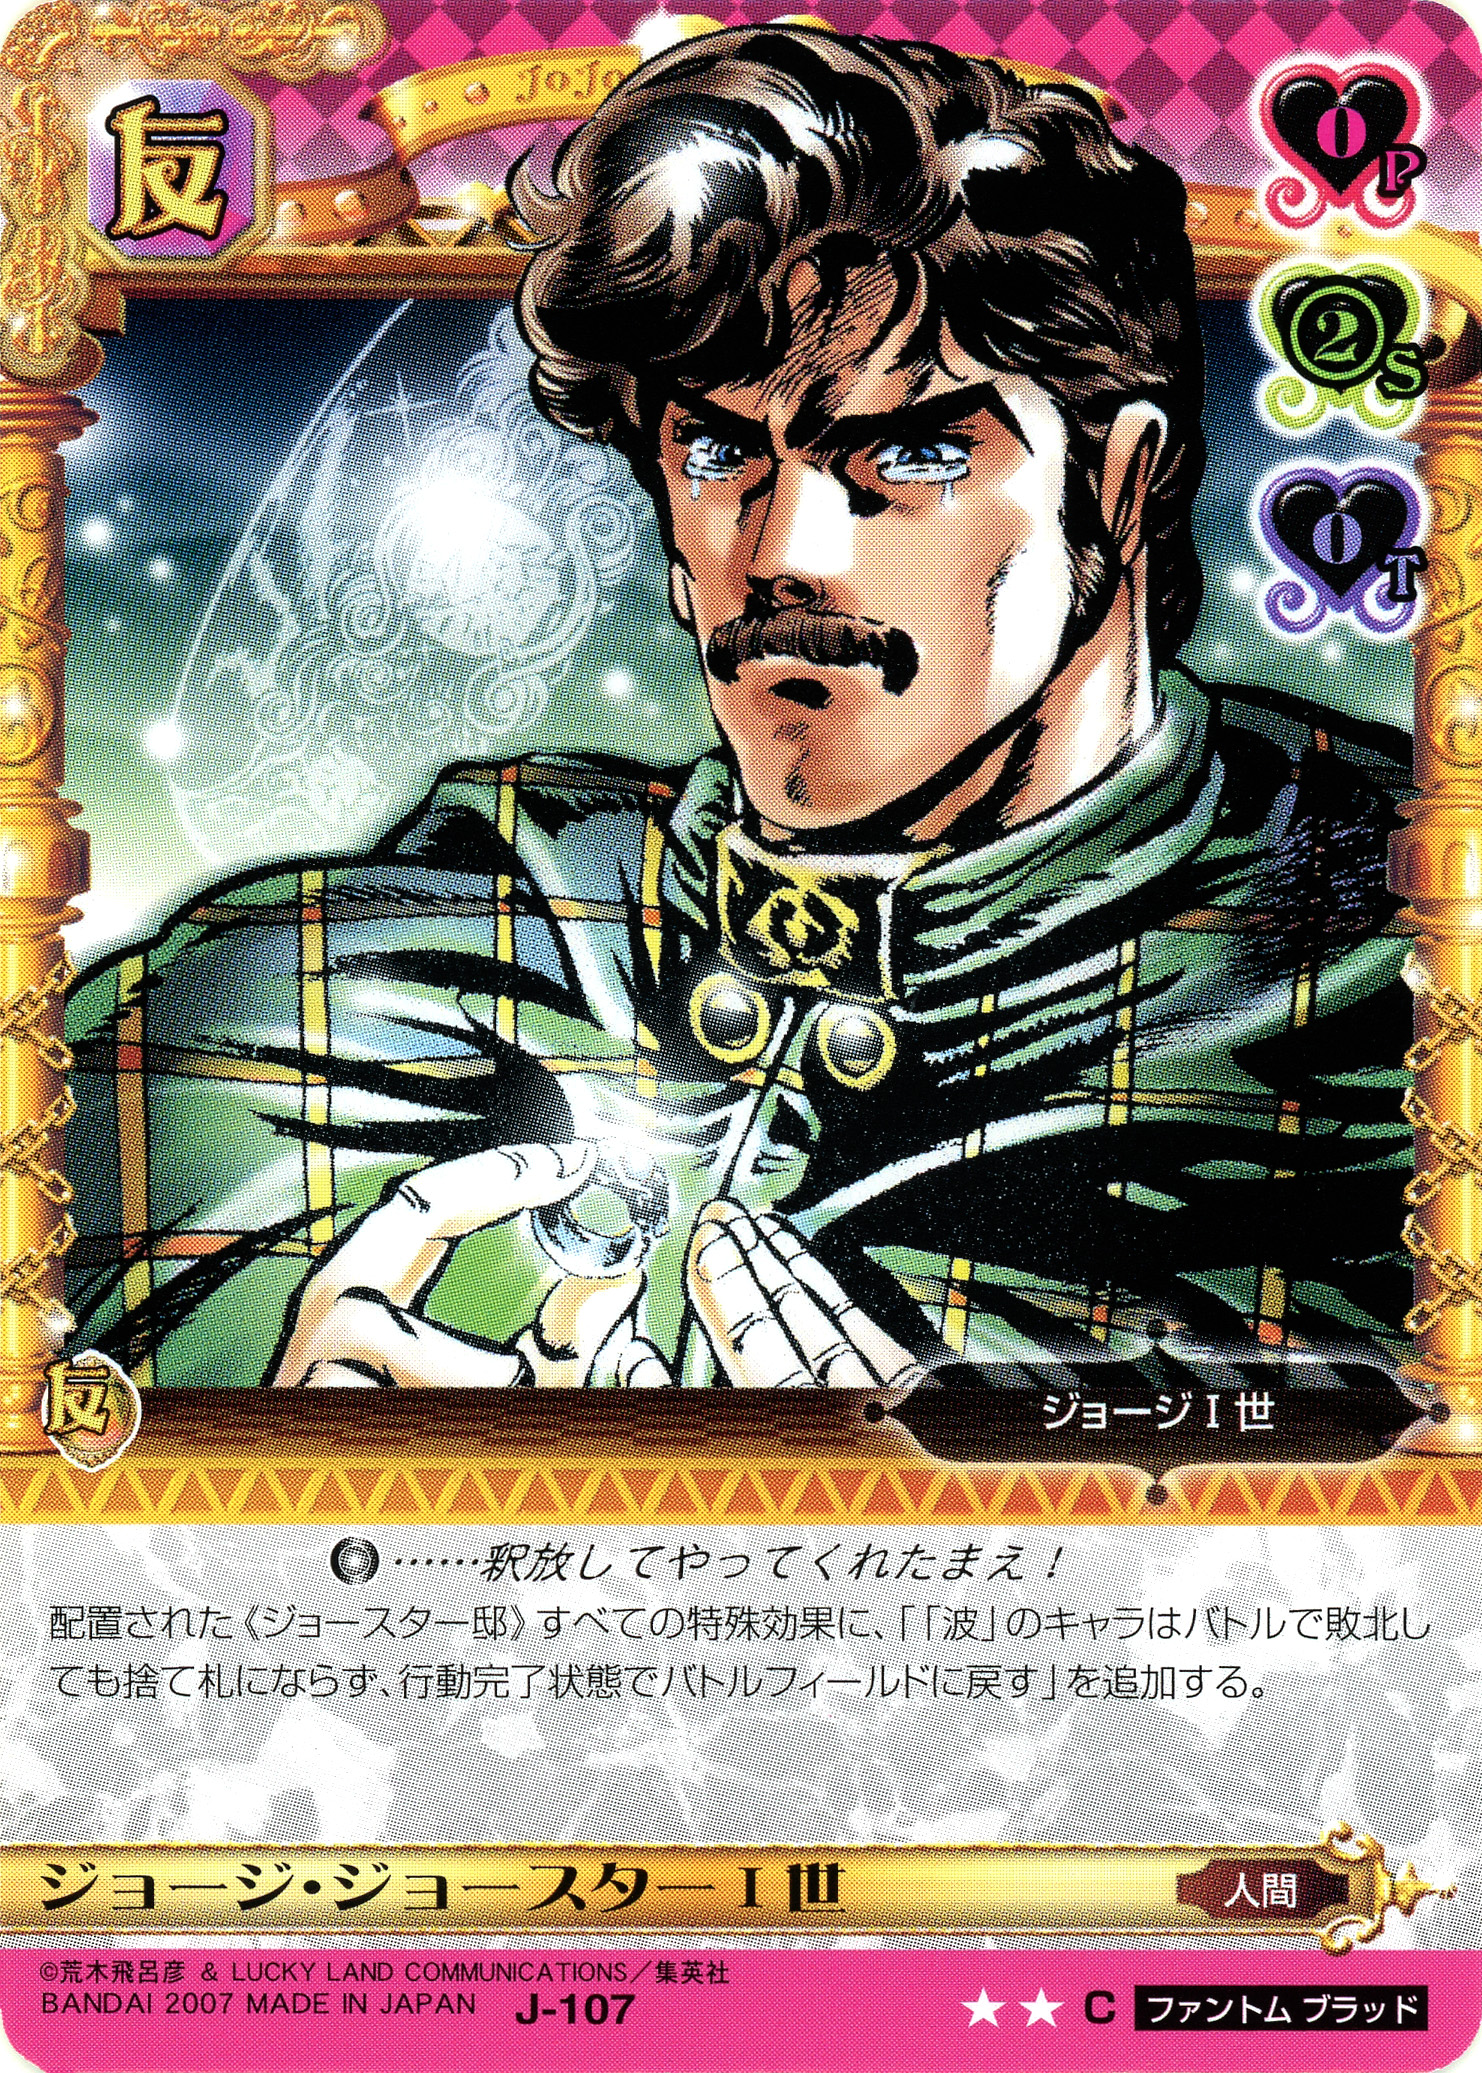 JoJo
反
0 P
2 S
0 T
反
ジョージⅠ世
……釈放してやってくれたまえ！
配置された《ジョースター邸》すべての特殊効果に、「「波」のキャラはバトルで敗北し
ても捨て札にならず、行動完了状態でバトルフィールドに戻す」を追加する。
ジョージ・ジョースターⅠ世
人間
©荒木飛呂彦 & LUCKY LAND COMMUNICATIONS／集英社
BANDAI 2007 MADE IN JAPAN J-107
★★ C ファントム ブラッド